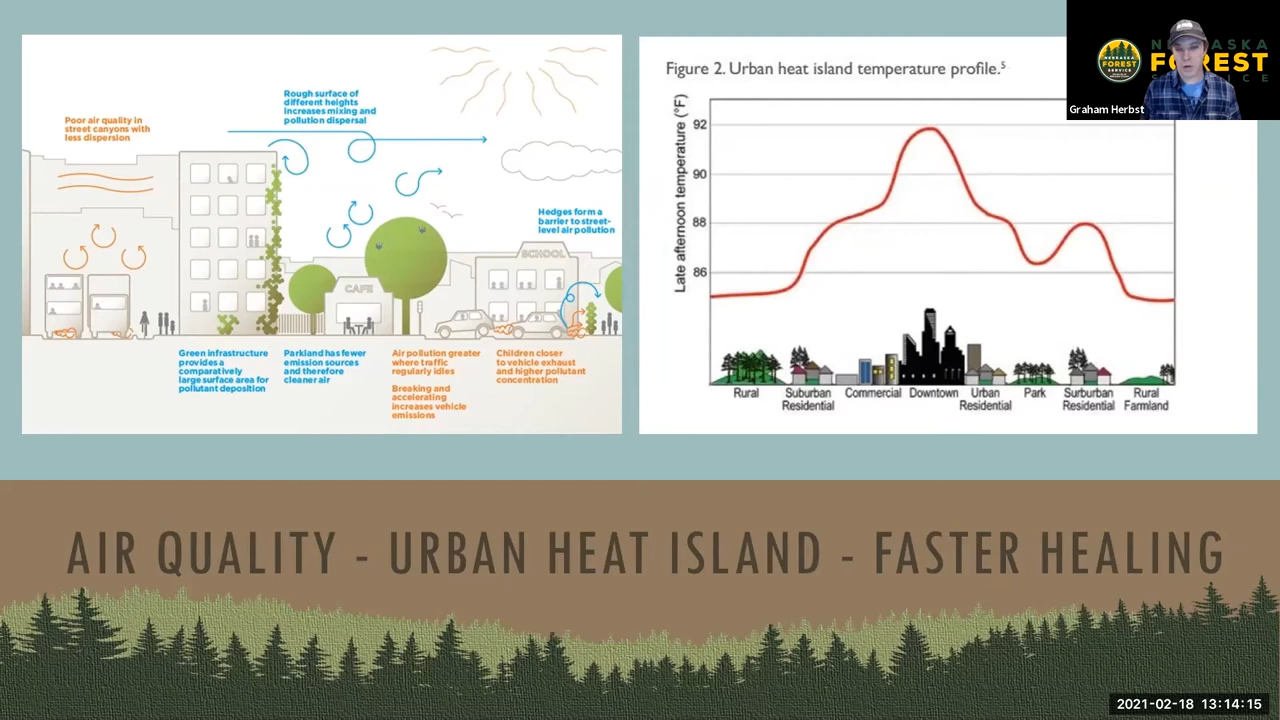 Poor air quality in
street canyons with
less dispersion
Rough surface of
different heights
increases mixing and
pollution dispersal
Hedges form a
barrier to street-
level air pollution
CAFE
SCHOOL
Green infrastructure
provides a
comparatively
large surface area for
pollutant deposition
Parkland has fewer
emission sources
and therefore
cleaner air
Air pollution greater
where traffic
regularly idles
Breaking and
accelerating
increases vehicle
emissions
Children closer
to vehicle exhaust
and higher pollutant
concentration
Figure 2. Urban heat island temperature profile.⁵
Late afternoon temperature (°F)
92
90
88
86
Rural
Suburban
Residential
Commercial
Downtown
Urban
Residential
Park
Surburban
Residential
Rural
Farmland
NEBRASKA
FOREST
SERVICE
FOREST
Graham Herbst
AIR QUALITY - URBAN HEAT ISLAND - FASTER HEALING
2021-02-18 13:14:15